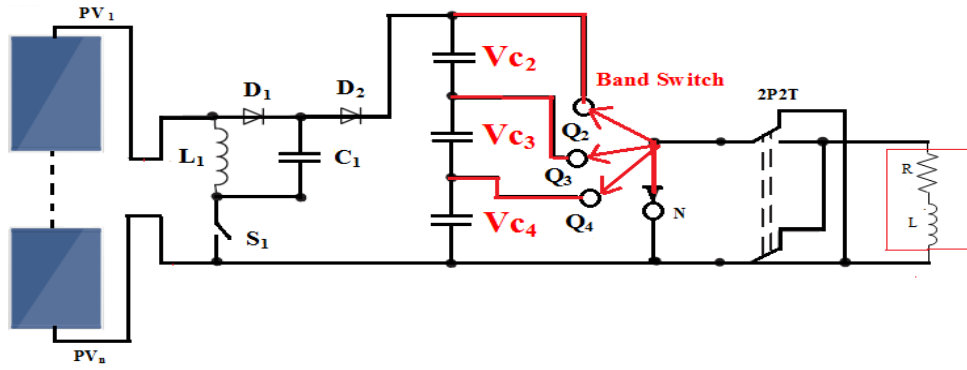 PV₁
Vc₂
Band Switch
D₁
D₂
2P2T
Q₂
Vc₃
L₁
C₁
Q₃
R
Q₄
N
L
Vc₄
S₁
PVₙ